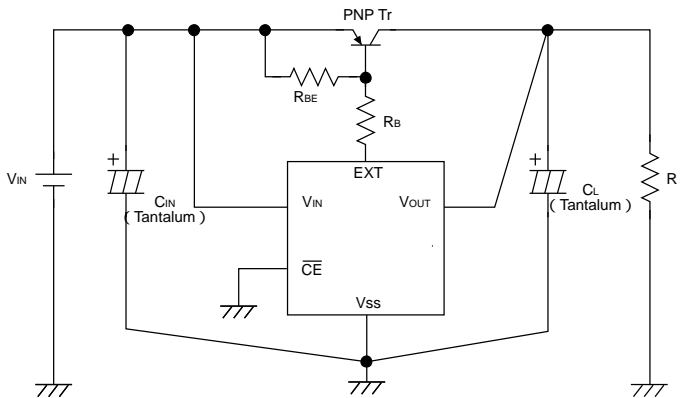 PNP Tr
RBE
RB
EXT
+
+
VIN
CIN
( Tantalum )
VIN
VOUT
CL
( Tantalum )
R
CE
Vss